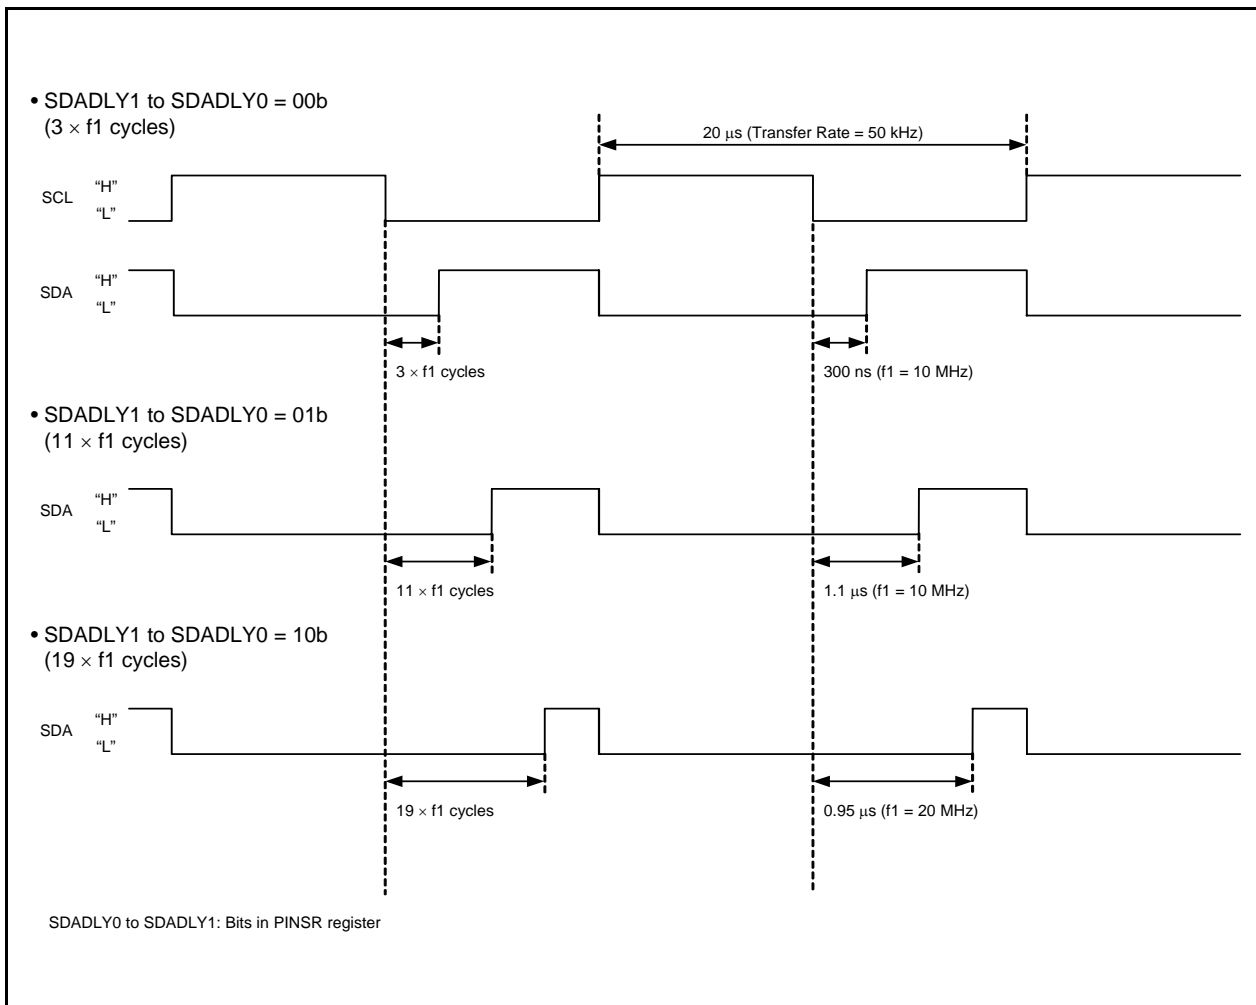 • SDADLY1 to SDADLY0 = 00b
(3 × f1 cycles)
20 μs (Transfer Rate = 50 kHz)
SCL
“H”
“L”
SDA
“H”
“L”
3 × f1 cycles
300 ns (f1 = 10 MHz)
• SDADLY1 to SDADLY0 = 01b
(11 × f1 cycles)
SDA
“H”
“L”
11 × f1 cycles
1.1 μs (f1 = 10 MHz)
• SDADLY1 to SDADLY0 = 10b
(19 × f1 cycles)
SDA
“H”
“L”
19 × f1 cycles
0.95 μs (f1 = 20 MHz)
SDADLY0 to SDADLY1: Bits in PINSR register